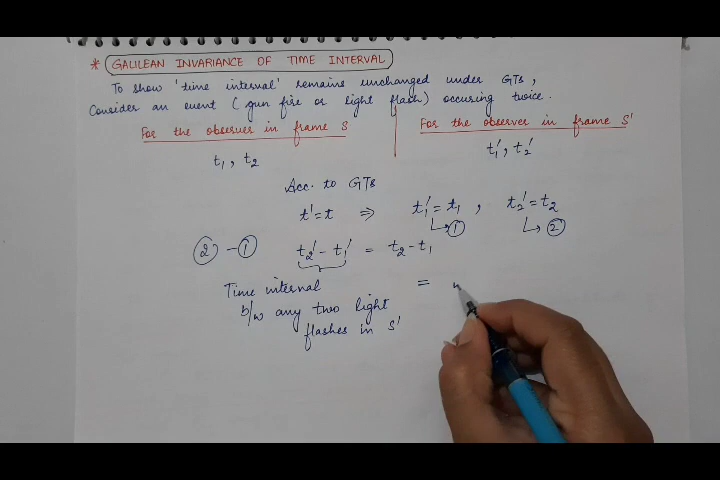 * GALILEAN INVARIANCE OF TIME INTERVAL
To show 'time interval' remains unchanged under GTs,
Consider an event (gun fire or light flash) occuring twice.
For the observer in frame S
For the observer in frame S'
t₁, t₂
t₁', t₂'
Acc. to GTs
t' = t ⇒ t₁' = t₁ , t₂' = t₂
① ②
② - ① t₂' - t₁' = t₂ - t₁
Time interval =
b/w any two light
flashes in S'